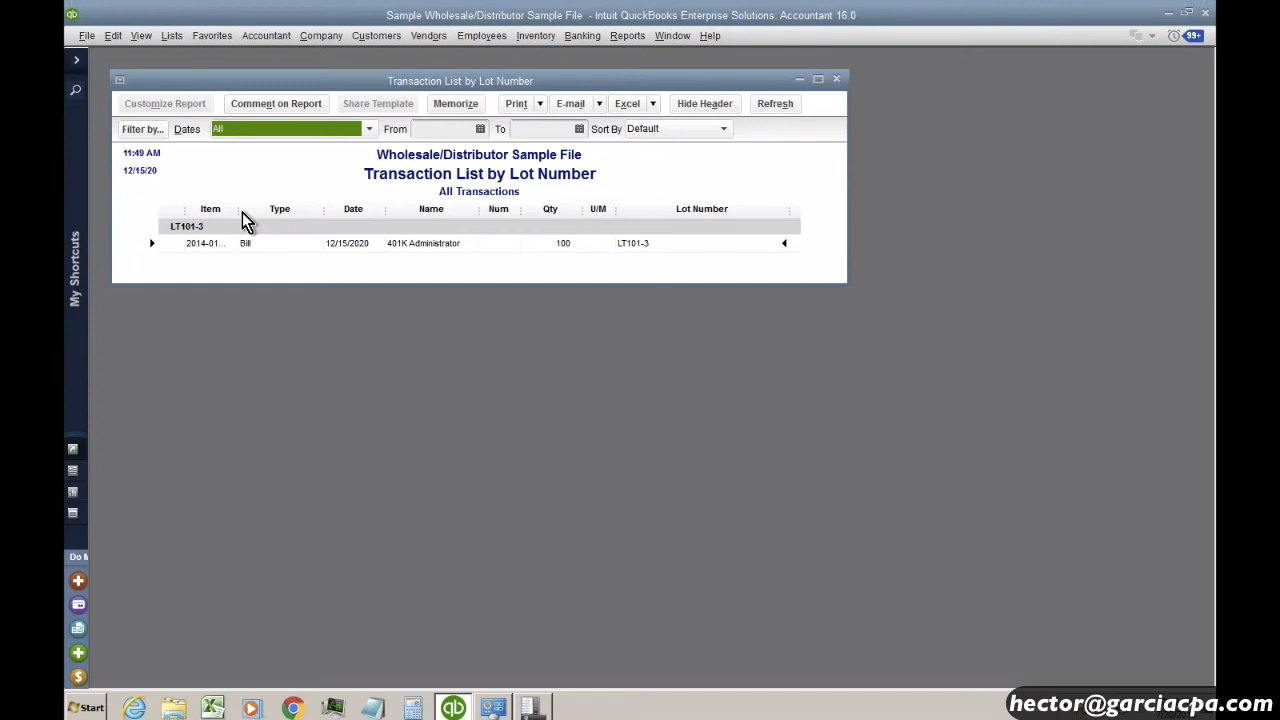 Sample Wholesale/Distributor Sample File - Intuit QuickBooks Enterprise Solutions: Accountant 16.0
File Edit View Lists Favorites Accountant Company Customers Vendors Employees Inventory Banking Reports Window Help
99+
Transaction List by Lot Number
Customize Report Comment on Report Share Template Memorize Print E-mail Excel Hide Header Refresh
Filter by... Dates All From To Sort By Default
11:49 AM Wholesale/Distributor Sample File
12/15/20 Transaction List by Lot Number
All Transactions
Item Type Date Name Num Qty U/M Lot Number
LT101-3
2014-01... Bill 12/15/2020 401K Administrator 100 LT101-3
My Shortcuts
Do M
Start
hector@garciacpa.com